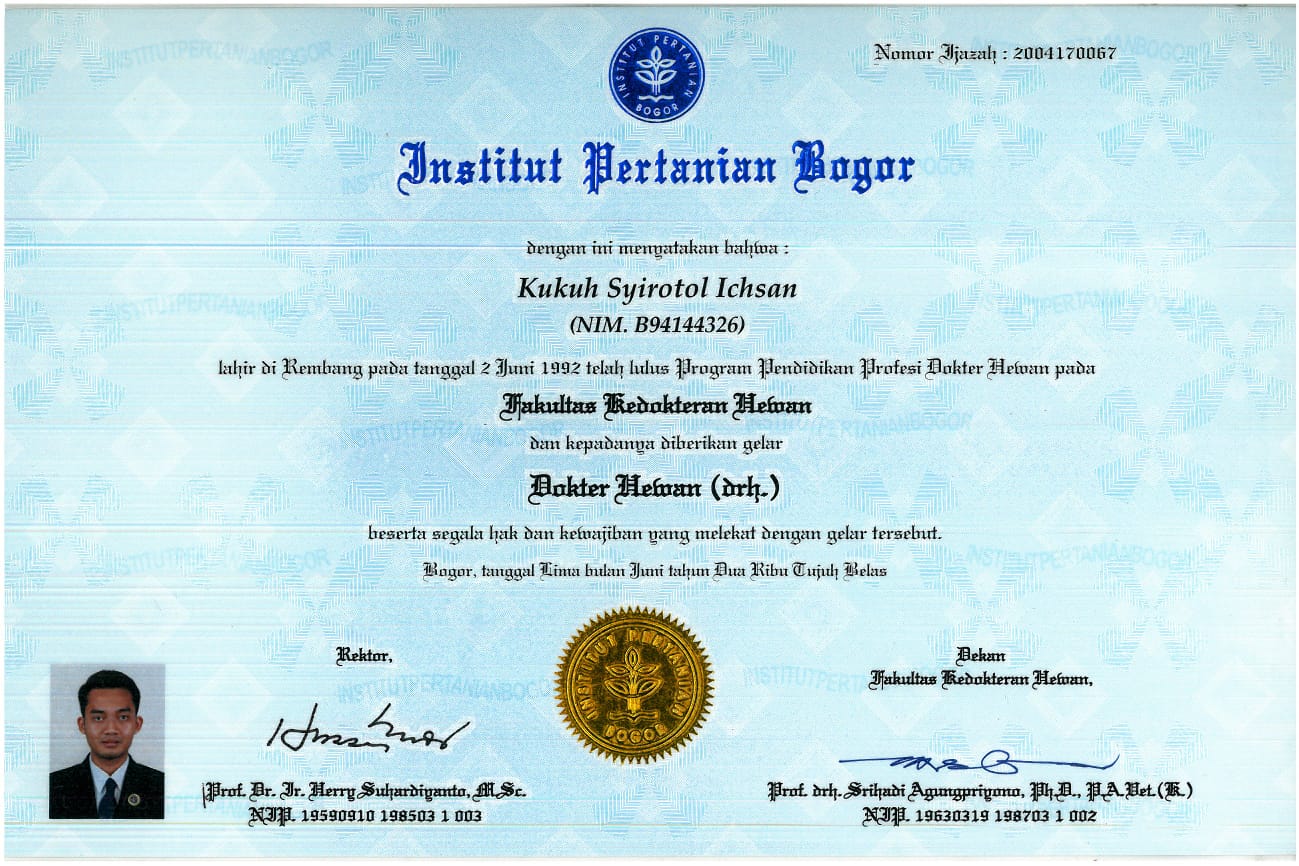 INSTITUT PERTANIAN BOGOR
Nomor Ijazah : 2004170067
Institut Pertanian Bogor
dengan ini menyatakan bahwa :
Kukuh Syirotol Ichsan
(NIM. B94144326)
lahir di Rembang pada tanggal 2 Juni 1992 telah lulus Program Pendidikan Profesi Dokter Hewan pada
Fakultas Kedokteran Hewan
dan kepadanya diberikan gelar
Dokter Hewan (drh.)
beserta segala hak dan kewajiban yang melekat dengan gelar tersebut.
Bogor, tanggal Lima bulan Juni tahun Dua Ribu Tujuh Belas
Rektor,
Dekan
Fakultas Kedokteran Hewan,
INSTITUT PERTANIAN BOGOR
Prof. Dr. Ir. Herry Suhardiyanto, M.Sc.
NIP. 19590910 198503 1 003
Prof. drh. Srihadi Agungpriyono, Ph.D., P.A.Vet.(K.)
NIP. 19630319 198703 1 002